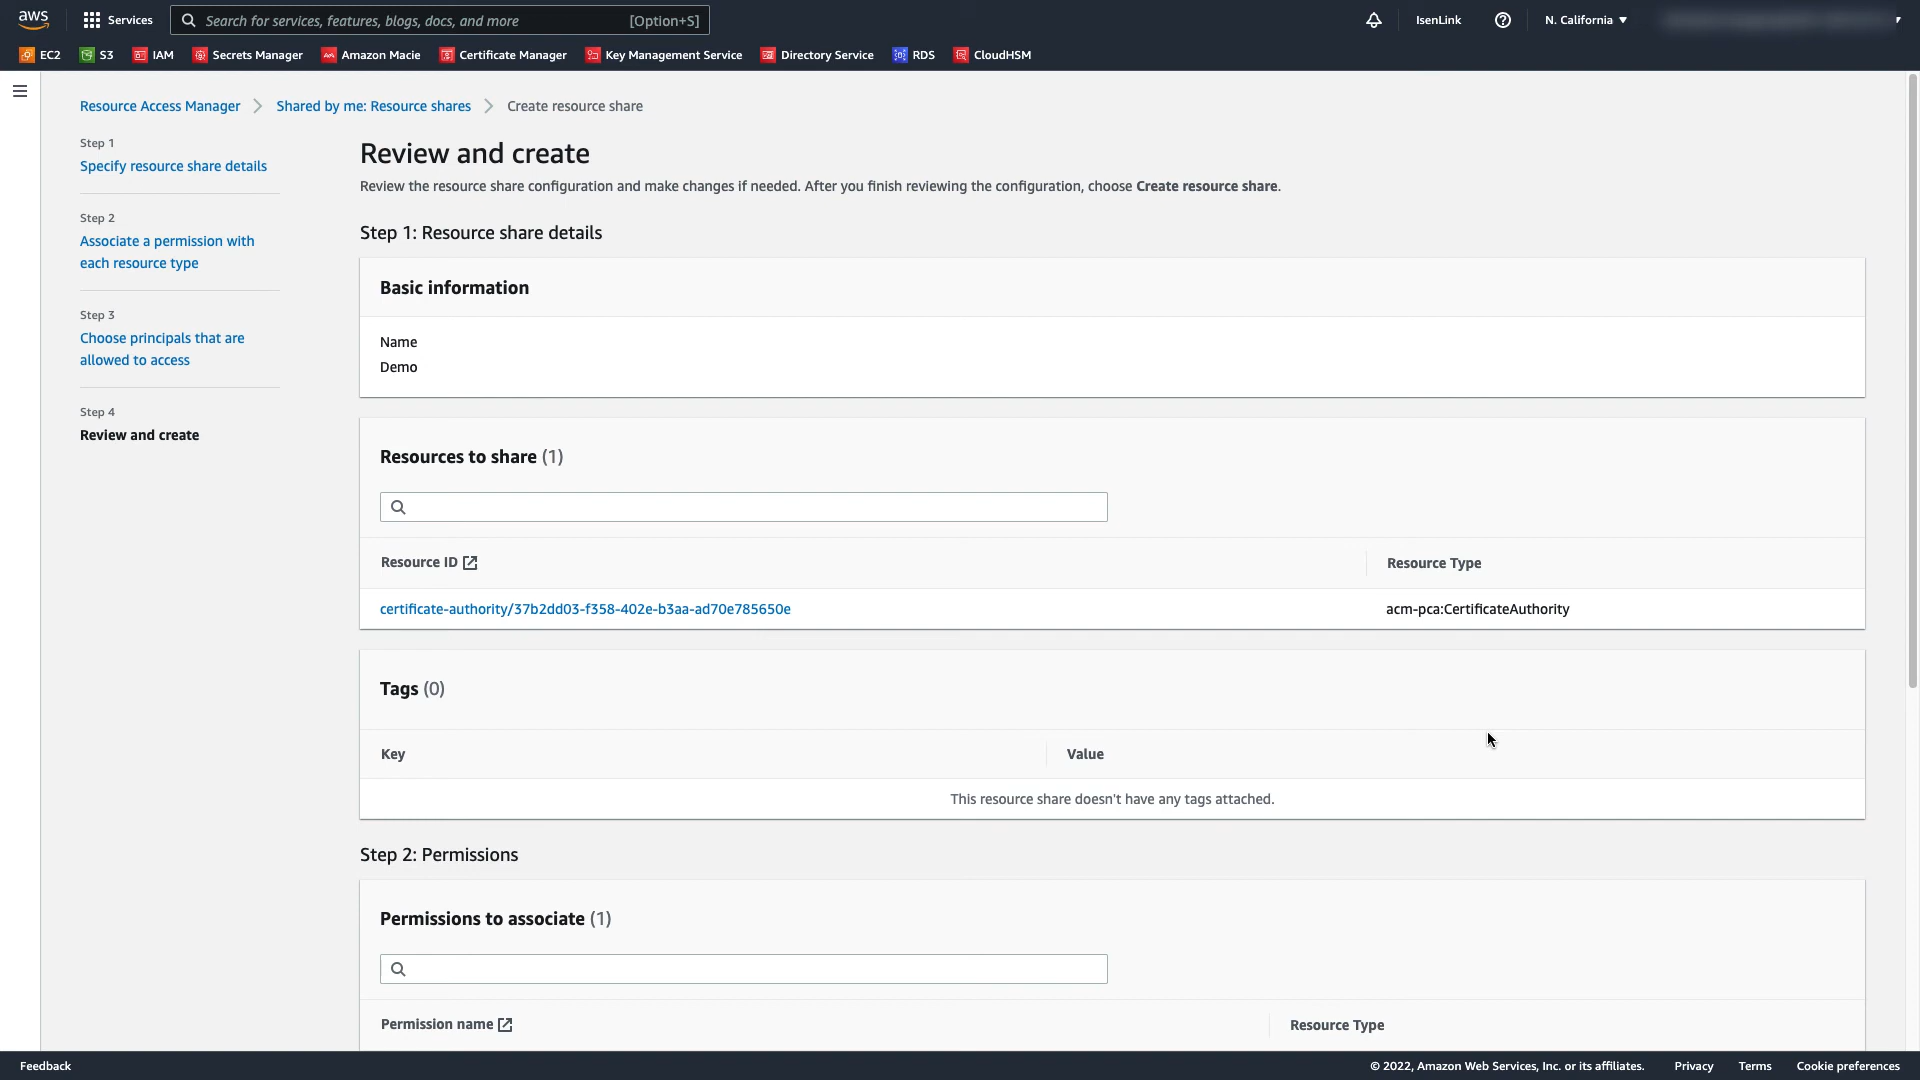 aws
Services
Search for services, features, blogs, docs, and more [Option+S]
IsenLink
N. California
EC2
S3
IAM
Secrets Manager
Amazon Macie
Certificate Manager
Key Management Service
Directory Service
RDS
CloudHSM
Resource Access Manager
Shared by me: Resource shares
Create resource share
Step 1
Specify resource share details
Step 2
Associate a permission with
each resource type
Step 3
Choose principals that are
allowed to access
Step 4
Review and create
Review and create
Review the resource share configuration and make changes if needed. After you finish reviewing the configuration, choose Create resource share.
Step 1: Resource share details
Basic information
Name
Demo
Resources to share (1)
Resource ID
Resource Type
certificate-authority/37b2dd03-f358-402e-b3aa-ad70e785650e
acm-pca:CertificateAuthority
Tags (0)
Key
Value
This resource share doesn't have any tags attached.
Step 2: Permissions
Permissions to associate (1)
Permission name
Resource Type
Feedback
© 2022, Amazon Web Services, Inc. or its affiliates.
Privacy
Terms
Cookie preferences